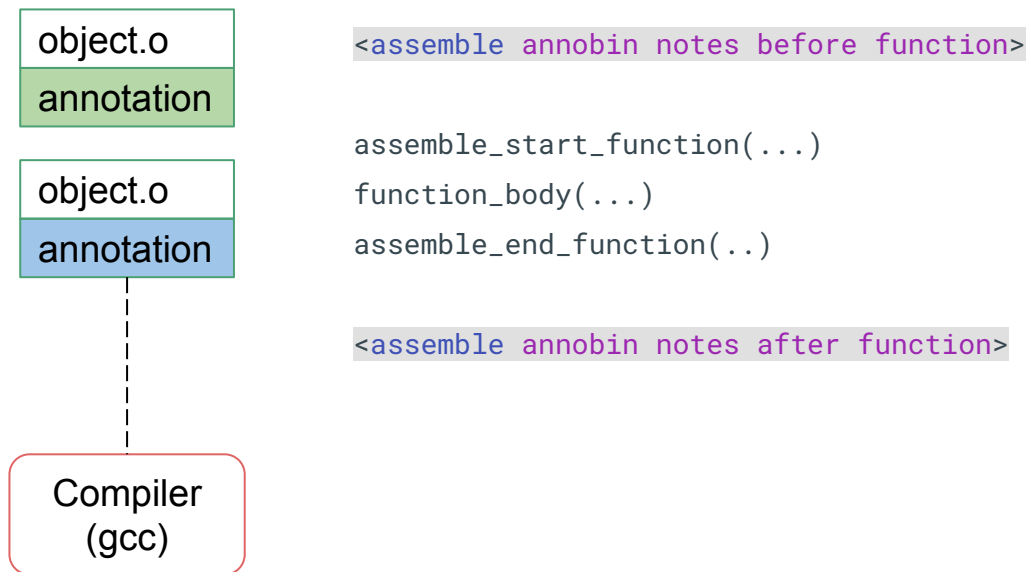 object.o
annotation
object.o
annotation
Compiler
(gcc)
<assemble annobin notes before function>
assemble_start_function(...)
function_body(...)
assemble_end_function(..)
<assemble annobin notes after function>